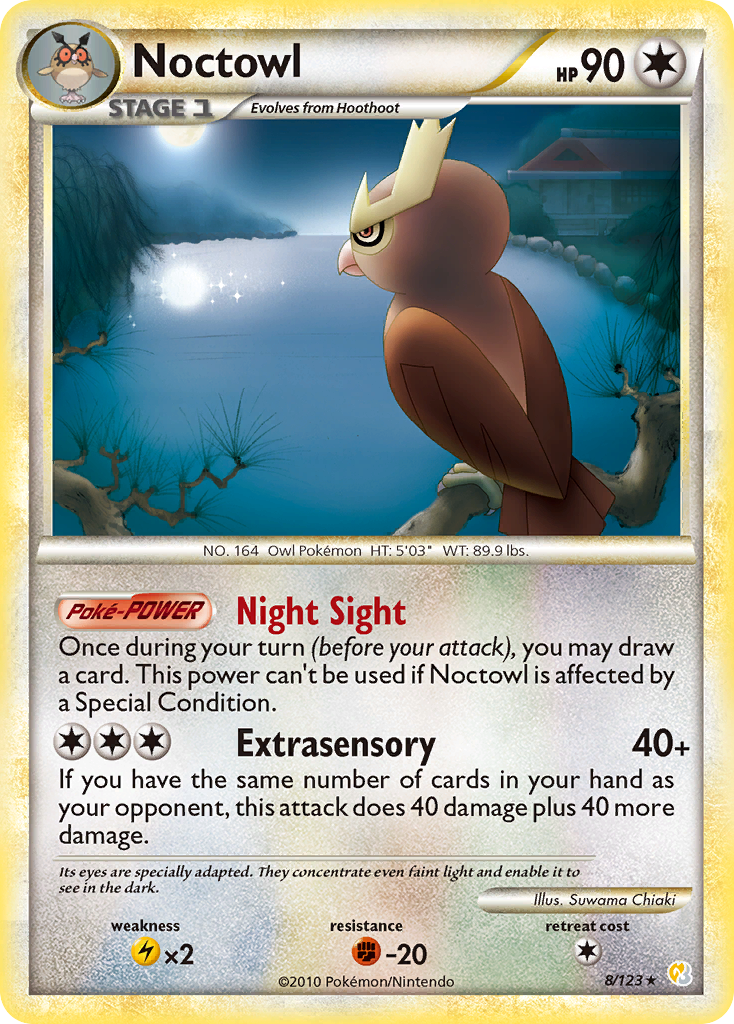 Noctowl
HP 90
STAGE 1
Evolves from Hoothoot
NO. 164 Owl Pokémon HT: 5'03" WT: 89.9 lbs.
Poké-POWER Night Sight
Once during your turn (before your attack), you may draw
a card. This power can't be used if Noctowl is affected by
a Special Condition.
Extrasensory 40+
If you have the same number of cards in your hand as
your opponent, this attack does 40 damage plus 40 more
damage.
Its eyes are specially adapted. They concentrate even faint light and enable it to
see in the dark.
Illus. Suwama Chiaki
weakness resistance retreat cost
×2 -20
©2010 Pokémon/Nintendo
8/123★